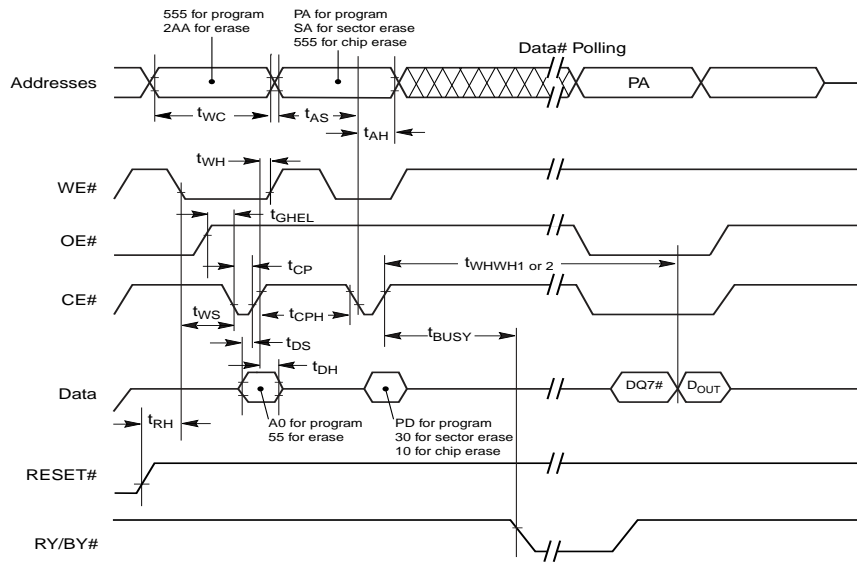 555 for program
2AA for erase
PA for program
SA for sector erase
555 for chip erase
Data# Polling
Addresses
PA
tWC
tAS
tAH
tWH
WE#
tGHEL
OE#
tWHWH1 or 2
tCP
CE#
tWS
tCPH
tBUSY
tDS
tDH
Data
DQ7#
DOUT
tRH
A0 for program
55 for erase
PD for program
30 for sector erase
10 for chip erase
RESET#
RY/BY#